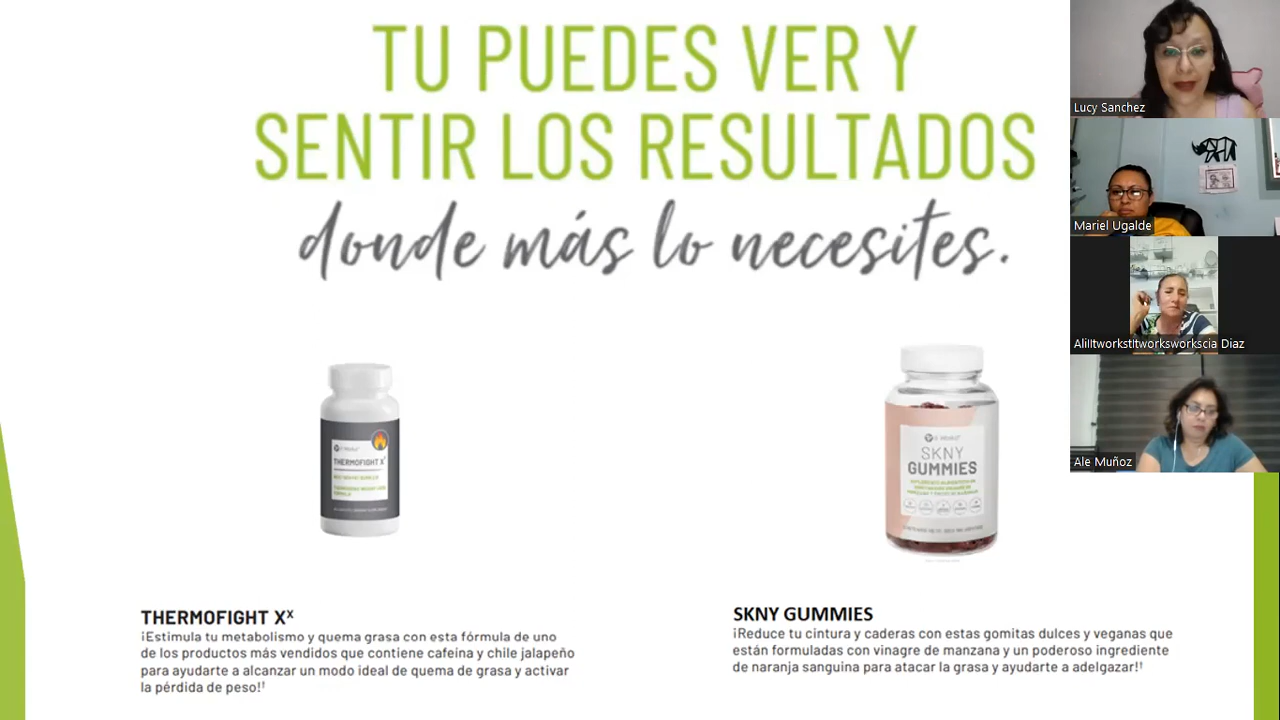 TU PUEDES VER Y
SENTIR LOS RESULTADOS
donde más lo necesites.
THERMOFIGHT X
SKNY
GUMMIES
THERMOFIGHT Xˣ
¡Estimula tu metabolismo y quema grasa con esta fórmula de uno
de los productos más vendidos que contiene cafeína y chile jalapeño
para ayudarte a alcanzar un modo ideal de quema de grasa y activar
la pérdida de peso!†
SKNY GUMMIES
¡Reduce tu cintura y caderas con estas gomitas dulces y veganas que
están formuladas con vinagre de manzana y un poderoso ingrediente
de naranja sanguina para atacar la grasa y ayudarte a adelgazar!†
Lucy Sanchez
Mariel Ugalde
AliIItworkstItworksworkscia Diaz
Ale Muñoz